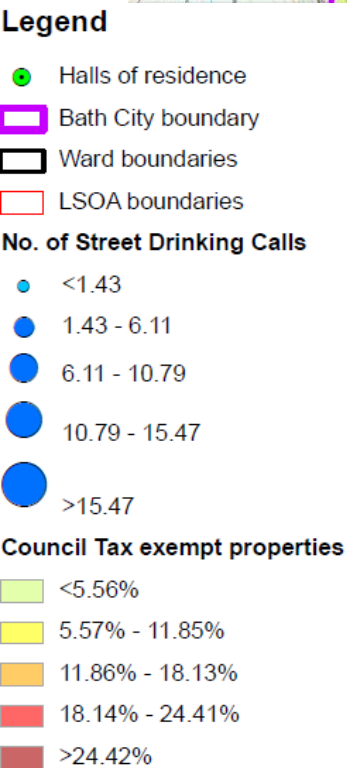 Legend
Halls of residence
Bath City boundary
Ward boundaries
LSOA boundaries
No. of Street Drinking Calls
<1.43
1.43 - 6.11
6.11 - 10.79
10.79 - 15.47
>15.47
Council Tax exempt properties
<5.56%
5.57% - 11.85%
11.86% - 18.13%
18.14% - 24.41%
>24.42%